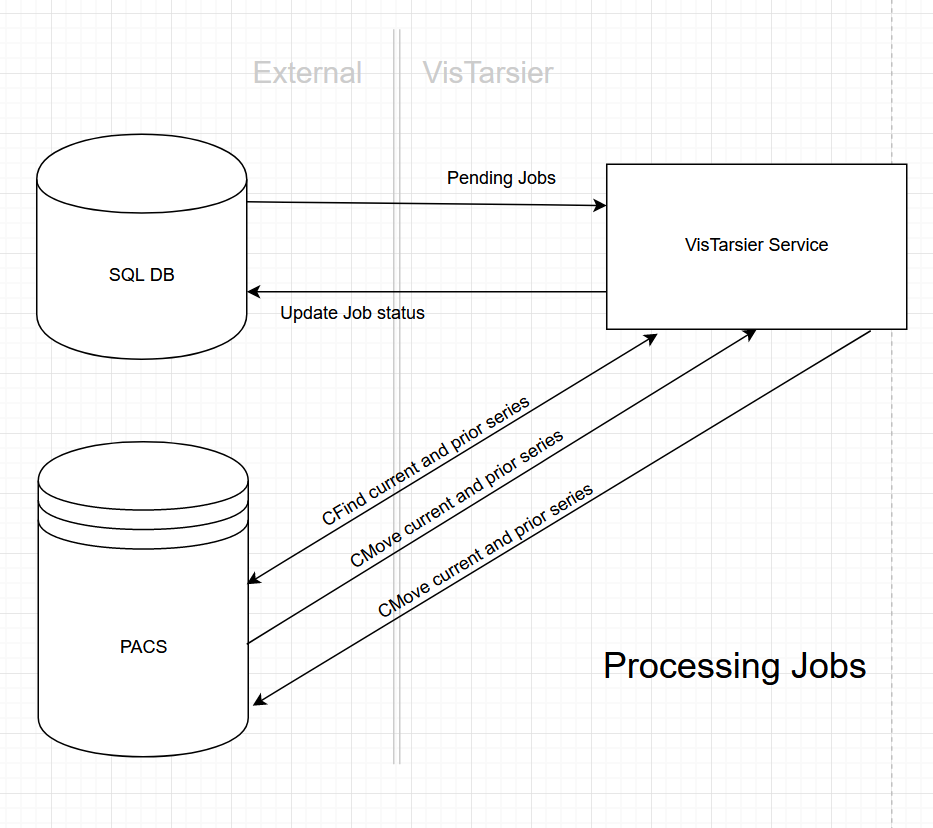 External
VisTarsier
Pending Jobs
SQL DB
VisTarsier Service
Update Job status
CFind current and prior series
CMove current and prior series
CMove current and prior series
PACS
Processing Jobs